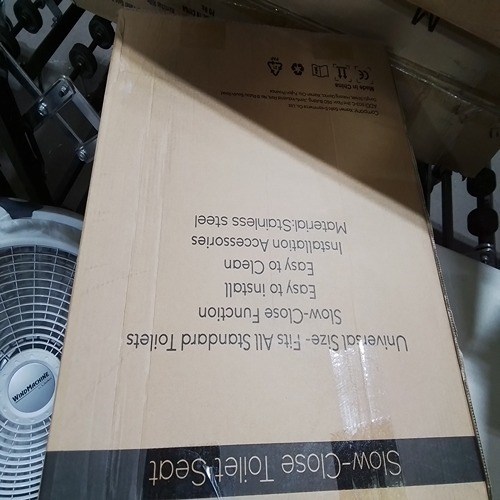 Slow-Close Toilet Seat
Universal Size- Fits All Standard Toilets
Slow-Close Function
Easy to install
Easy to Clean
Installation Accessories
Material:Stainless steel
Made in China
WINDMACHINE